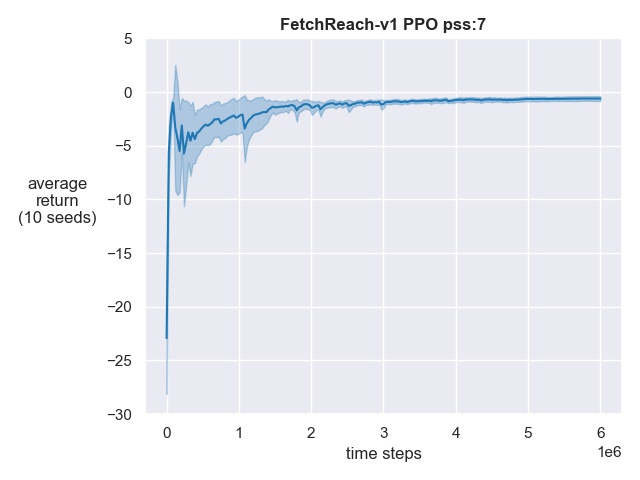 FetchReach-v1 PPO pss:7
5
0
−5
−10
−15
−20
−25
−30
average
return
(10 seeds)
0 1 2 3 4 5 6
1e6
time steps